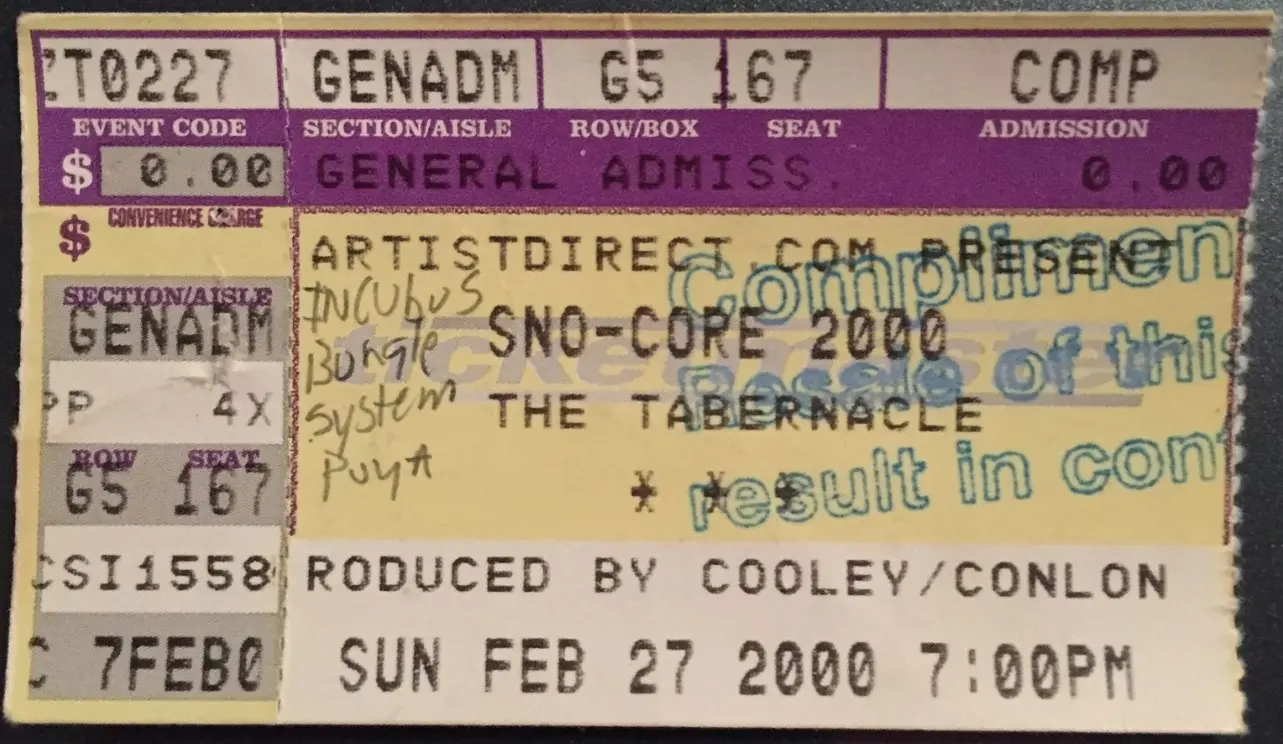 ZT0227 GENADM G5 167 COMP
EVENT CODE SECTION/AISLE ROW/BOX SEAT ADMISSION
$ 0.00 GENERAL ADMISS. 0.00
$ CONVENIENCE CHARGE
ARTISTDIRECT.COM PRESENT
Complimen
SECTION/AISLE
GENADM
INCUbuS
SNO-CORE 2000
ticketmaster
Resale of this
Bungle
PP 4X
System
THE TABERNACLE
ROW SEAT
G5 167
PuyA
* * *
result in con
CSI1558 RODUCED BY COOLEY/CONLON
C 7FEB0 SUN FEB 27 2000 7:00PM